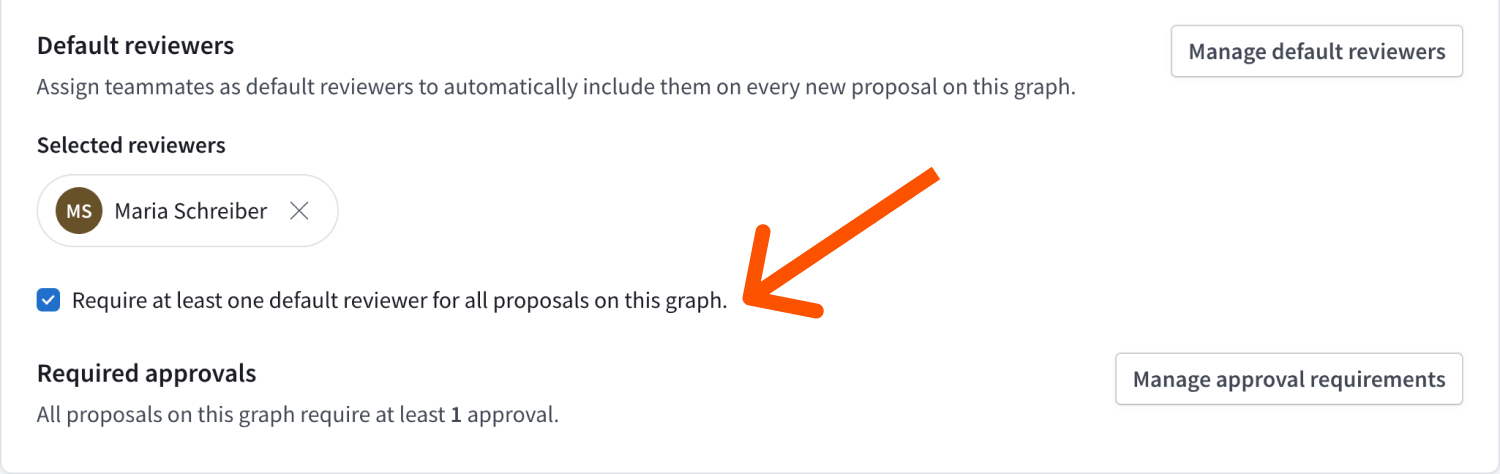 Default reviewers
Manage default reviewers
Assign teammates as default reviewers to automatically include them on every new proposal on this graph.
Selected reviewers
MS Maria Schreiber
Require at least one default reviewer for all proposals on this graph.
Required approvals
Manage approval requirements
All proposals on this graph require at least 1 approval.